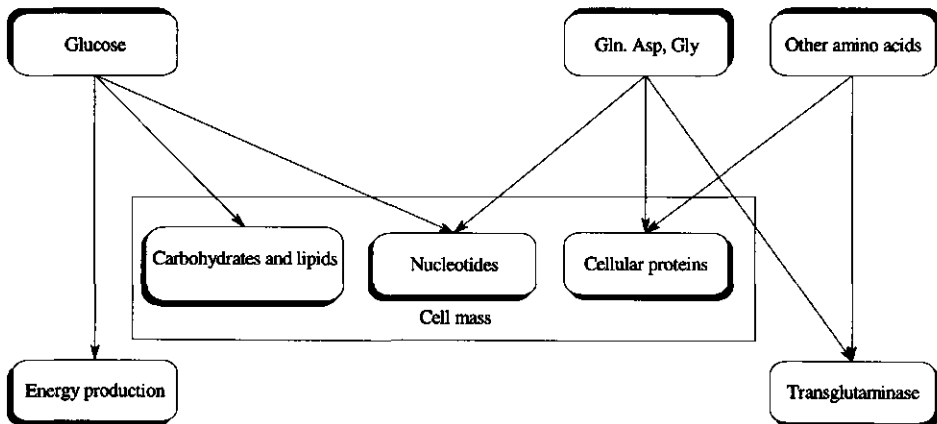 Glucose
Gln. Asp, Gly
Other amino acids
Carbohydrates and lipids
Nucleotides
Cellular proteins
Cell mass
Energy production
Transglutaminase